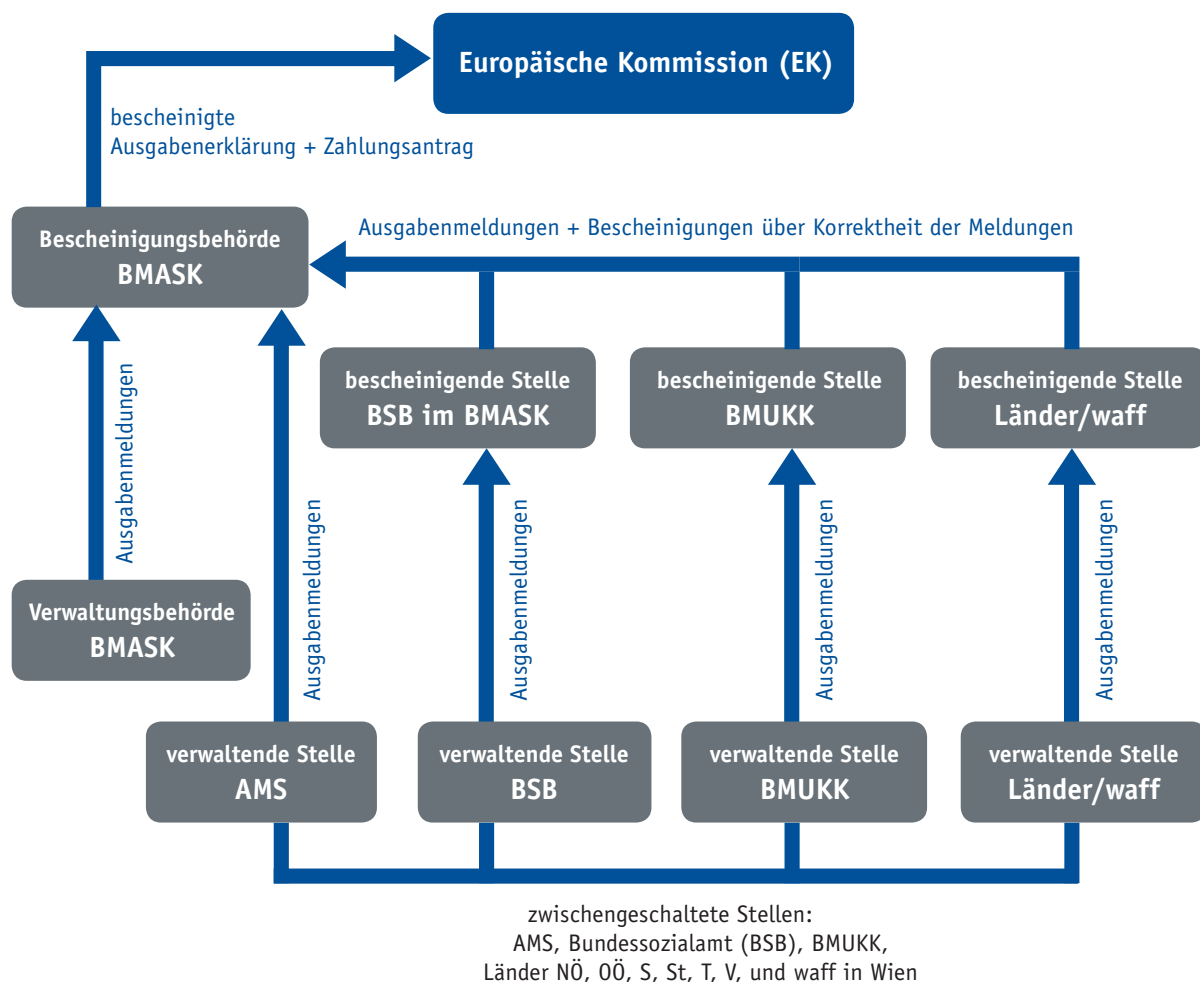 Europäische Kommission (EK)
bescheinigte
Ausgabenerklärung + Zahlungsantrag
Bescheinigungsbehörde
BMASK
Ausgabenmeldungen + Bescheinigungen über Korrektheit der Meldungen
bescheinigende Stelle
BSB im BMASK
bescheinigende Stelle
BMUKK
bescheinigende Stelle
Länder/waff
Ausgabenmeldungen
Ausgabenmeldungen
Ausgabenmeldungen
Ausgabenmeldungen
Ausgabenmeldungen
Verwaltungsbehörde
BMASK
verwaltende Stelle
AMS
verwaltende Stelle
BSB
verwaltende Stelle
BMUKK
verwaltende Stelle
Länder/waff
zwischengeschaltete Stellen:
AMS, Bundessozialamt (BSB), BMUKK,
Länder NÖ, OÖ, S, St, T, V, und waff in Wien